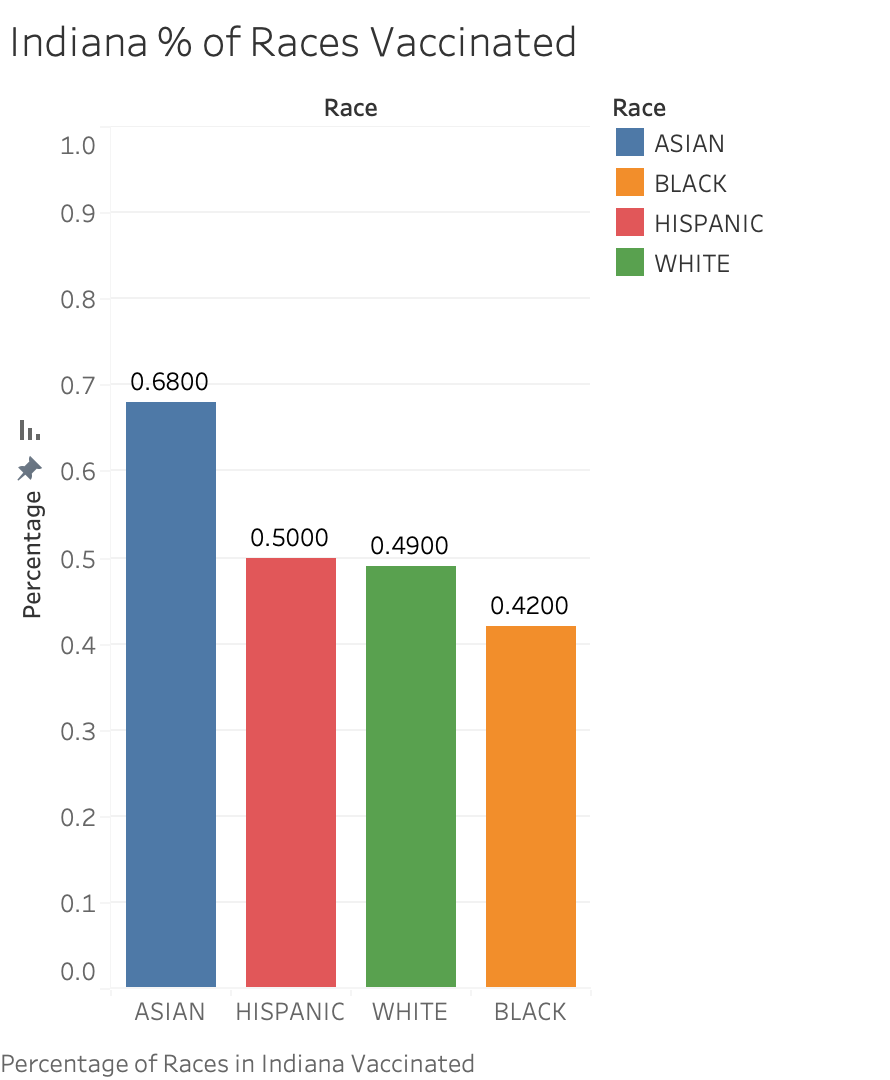 Indiana % of Races Vaccinated
Race
Race
ASIAN
BLACK
HISPANIC
WHITE
Percentage
1.0
0.9
0.8
0.7
0.6
0.5
0.4
0.3
0.2
0.1
0.0
0.6800
0.5000
0.4900
0.4200
ASIAN
HISPANIC
WHITE
BLACK
Percentage of Races in Indiana Vaccinated